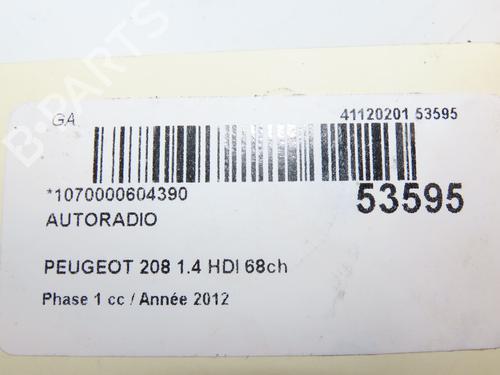 GA
41120201 53595
*1070000604390
53595
AUTORADIO
PEUGEOT 208 1.4 HDI 68ch
Phase 1 cc / Année 2012
B-PARTS